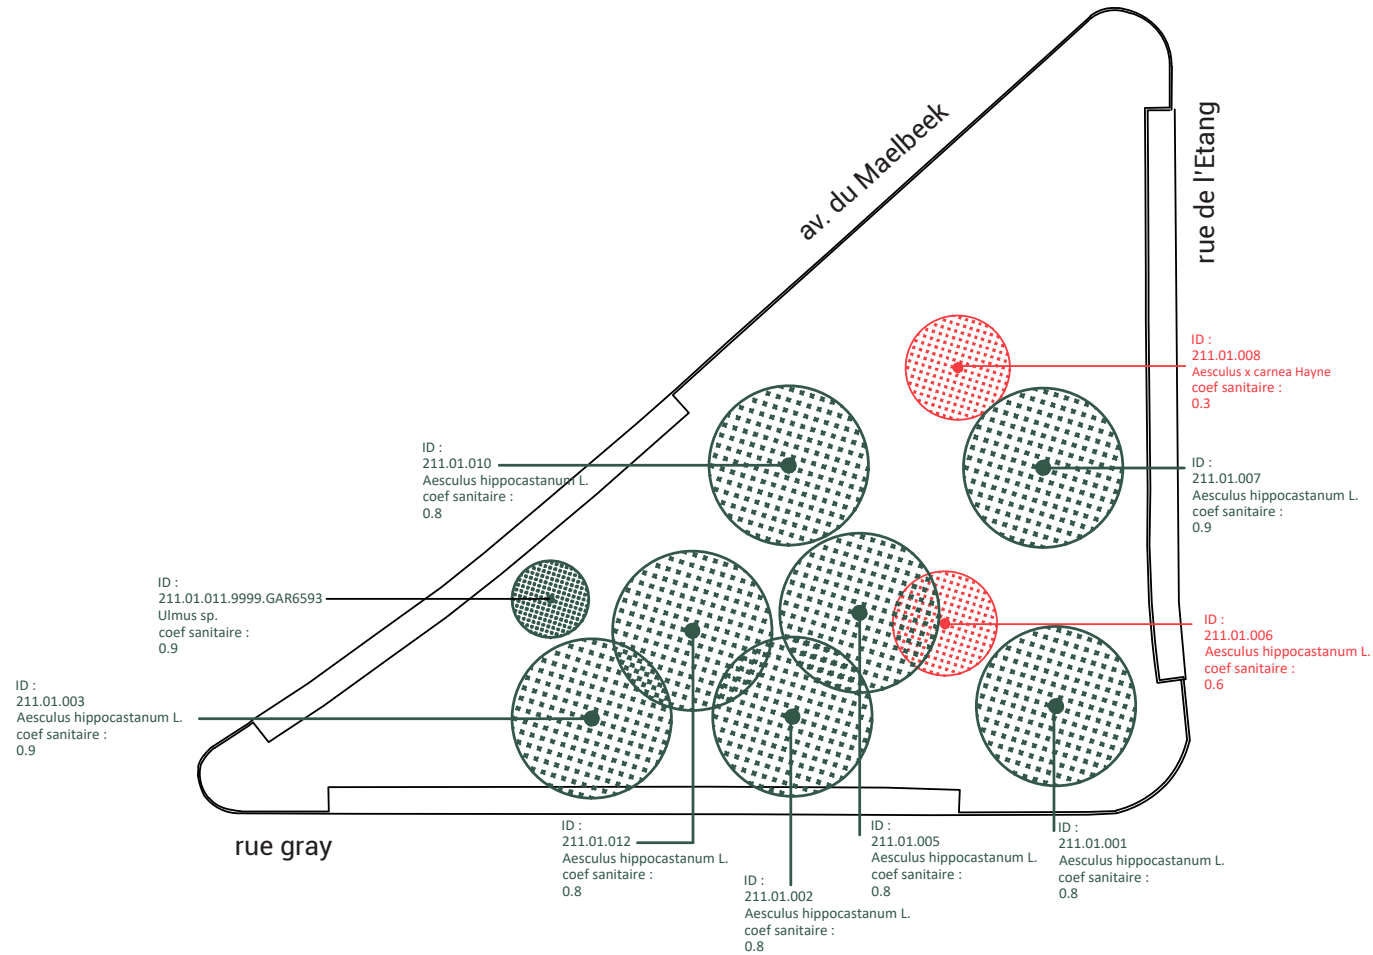 av. du Maelbeek
rue de l'Etang
ID :
211.01.008
Aesculus x carnea Hayne
coef sanitaire :
0.3
ID :
211.01.010
Aesculus hippocastanum L.
coef sanitaire :
0.8
ID :
211.01.007
Aesculus hippocastanum L.
coef sanitaire :
0.9
ID :
211.01.011.9999.GAR6593
Ulmus sp.
coef sanitaire :
0.9
ID :
211.01.006
Aesculus hippocastanum L.
coef sanitaire :
0.6
ID :
211.01.003
Aesculus hippocastanum L.
coef sanitaire :
0.9
rue gray
ID :
211.01.012
Aesculus hippocastanum L.
coef sanitaire :
0.8
ID :
211.01.002
Aesculus hippocastanum L.
coef sanitaire :
0.8
ID :
211.01.005
Aesculus hippocastanum L.
coef sanitaire :
0.8
ID :
211.01.001
Aesculus hippocastanum L.
coef sanitaire :
0.8